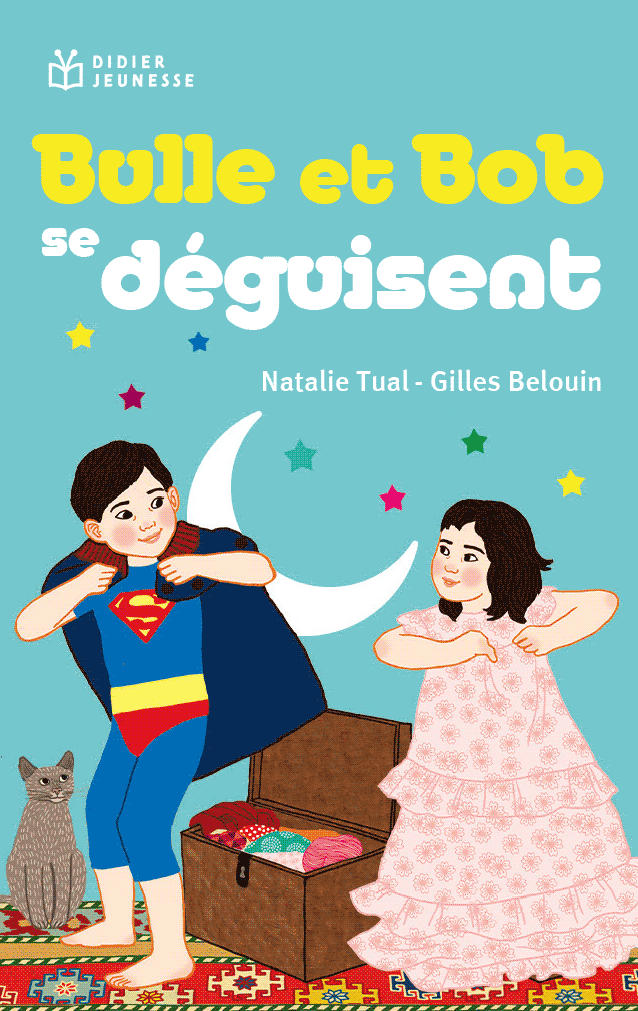 DIDIER
JEUNESSE
Bulle et Bob
se déguisent
Natalie Tual - Gilles Belouin
S